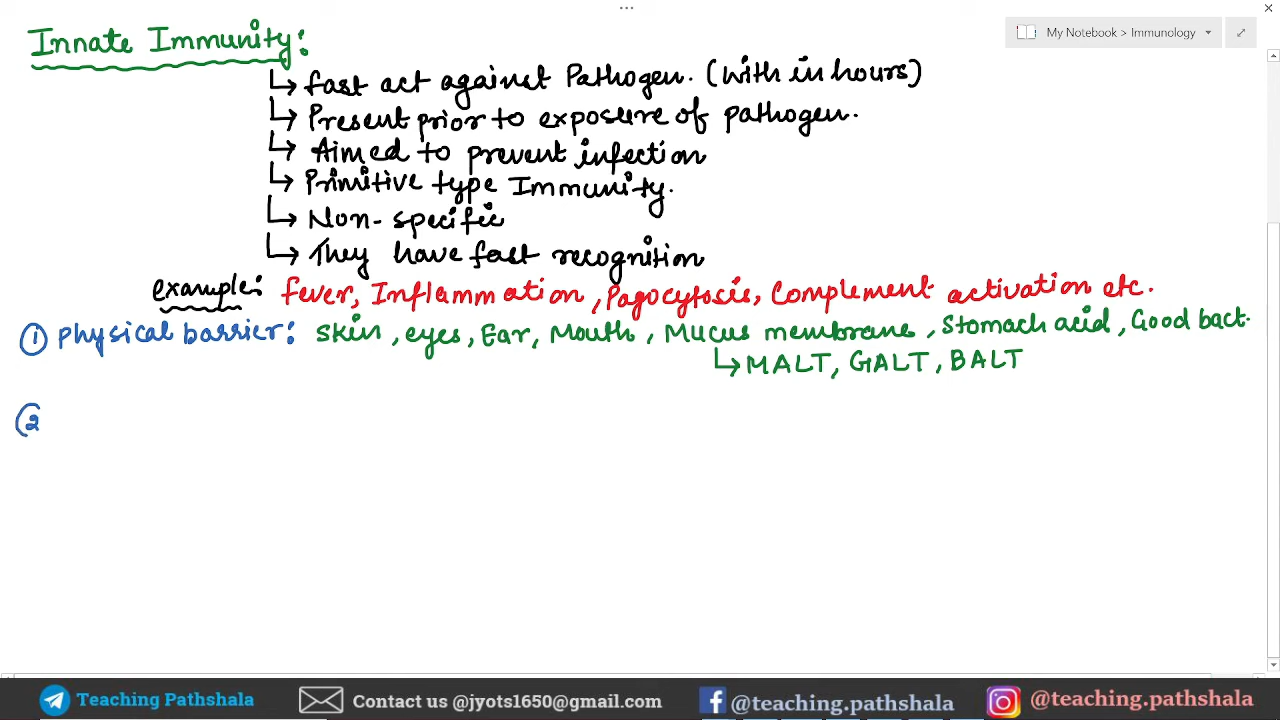 ...
Innate Immunity:
My Notebook > Immunology
↳ fast act against Pathogen. (with in hours)
↳ Present prior to exposure of pathogen.
↳ Aimed to prevent infection
↳ Primitive type Immunity.
↳ Non-specific
↳ They have fast recognition
example: fever, Inflammation, Pagocytosis, Complement activation etc.
① Physical barrier: skin, eyes, Ear, Mouth, Mucus membrane, Stomach acid, Good bact.
↳ MALT, GALT, BALT
(2
Teaching Pathshala Contact us @jyots1650@gmail.com @teaching.pathshala @teaching.pathshala